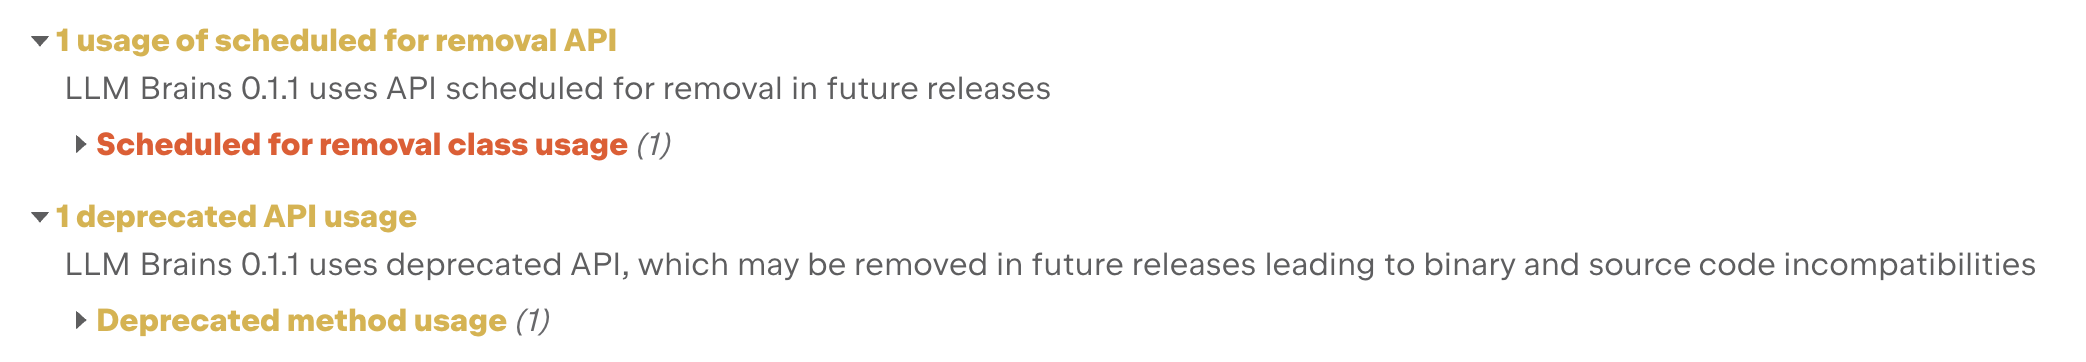 1 usage of scheduled for removal API
LLM Brains 0.1.1 uses API scheduled for removal in future releases
Scheduled for removal class usage (1)
1 deprecated API usage
LLM Brains 0.1.1 uses deprecated API, which may be removed in future releases leading to binary and source code incompatibilities
Deprecated method usage (1)